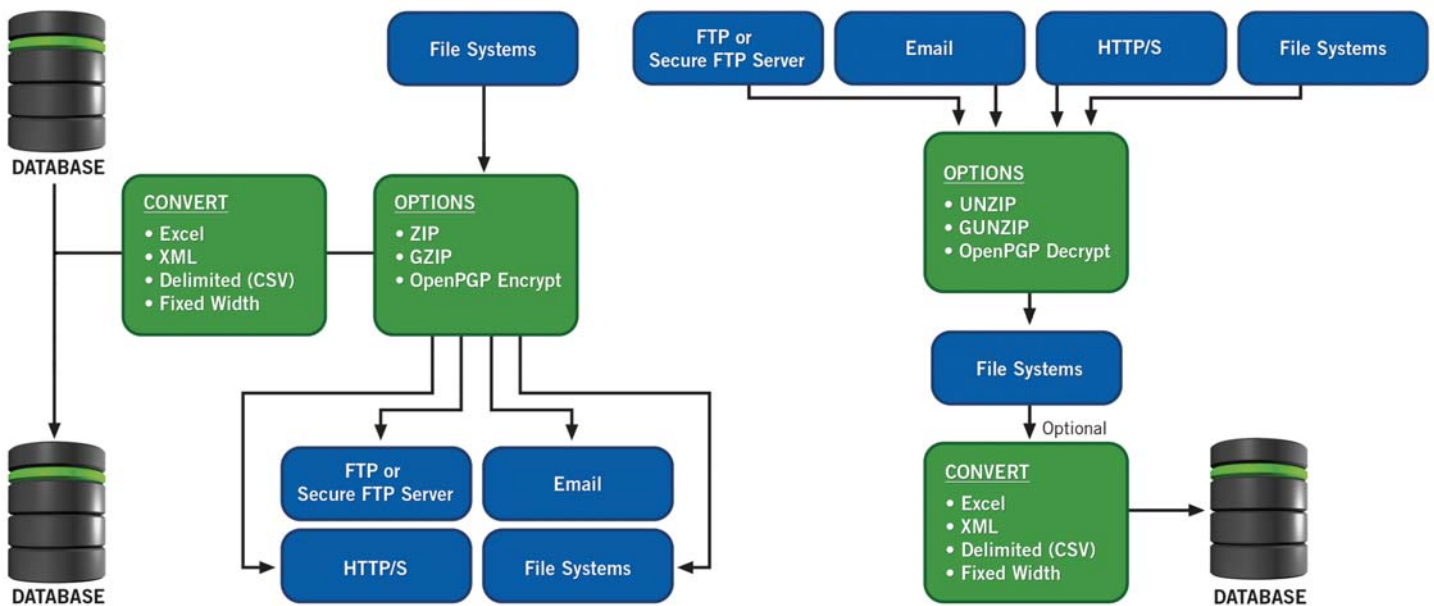 DATABASE
File Systems
CONVERT
• Excel
• XML
• Delimited (CSV)
• Fixed Width
OPTIONS
• ZIP
• GZIP
• OpenPGP Encrypt
FTP or
Secure FTP Server
Email
HTTP/S
File Systems
DATABASE
FTP or
Secure FTP Server
Email
HTTP/S
File Systems
OPTIONS
• UNZIP
• GUNZIP
• OpenPGP Decrypt
File Systems
Optional
CONVERT
• Excel
• XML
• Delimited (CSV)
• Fixed Width
DATABASE